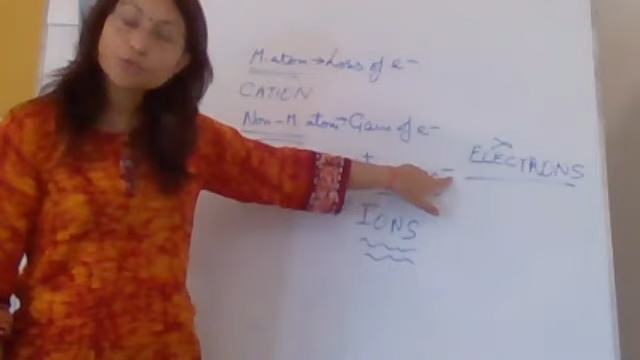 M-atom → Loss of e-
CATION
Non-M atom → Gain of e-
+
e-
ELECTRONS
IONS